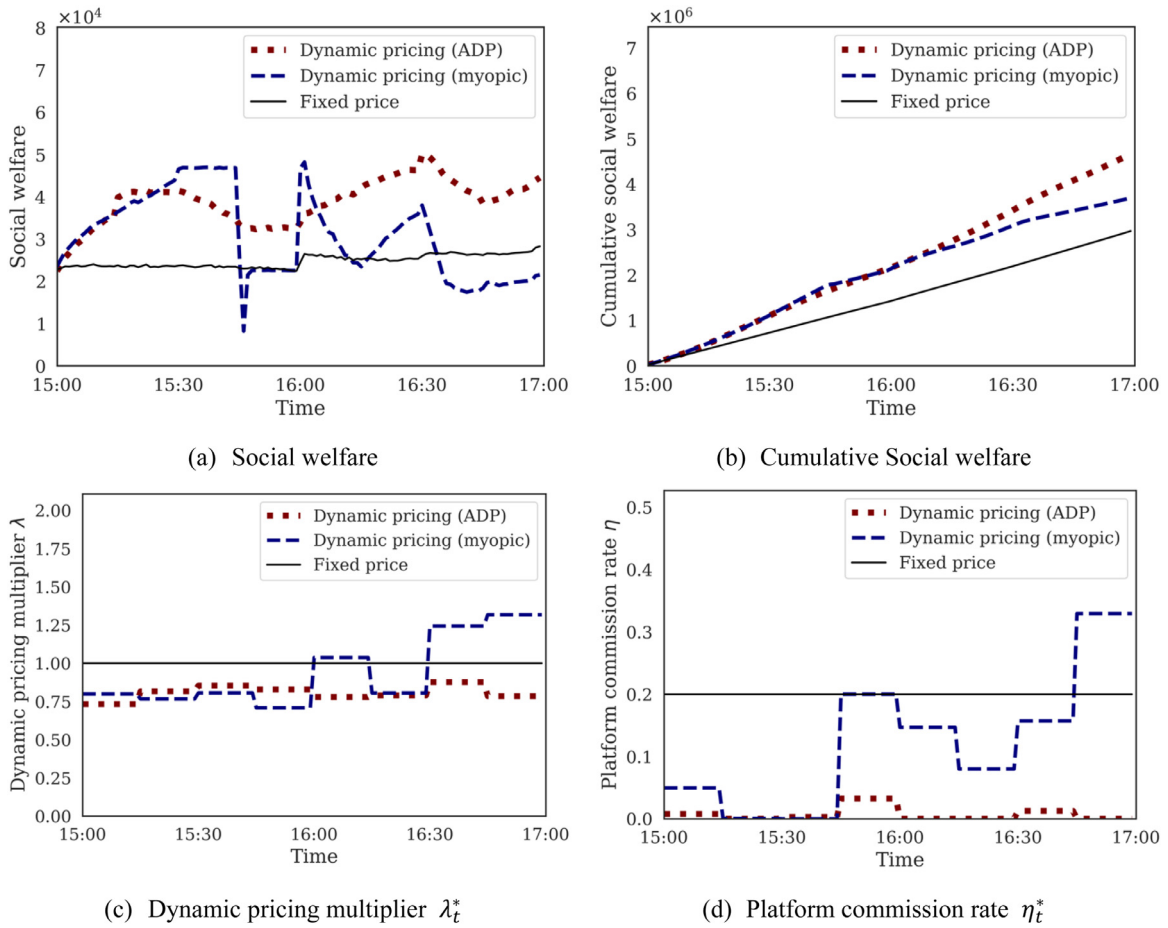 ×10⁴
8
7
6
5
4
3
2
1
0
Social welfare
Dynamic pricing (ADP)
Dynamic pricing (myopic)
Fixed price
15:00 15:30 16:00 16:30 17:00
Time
(a) Social welfare
×10⁶
7
6
5
4
3
2
1
0
Cumulative social welfare
Dynamic pricing (ADP)
Dynamic pricing (myopic)
Fixed price
15:00 15:30 16:00 16:30 17:00
Time
(b) Cumulative Social welfare
2.00
1.75
1.50
1.25
1.00
0.75
0.50
0.25
0.00
Dynamic pricing multiplier λ
Dynamic pricing (ADP)
Dynamic pricing (myopic)
Fixed price
15:00 15:30 16:00 16:30 17:00
Time
(c) Dynamic pricing multiplier λ*ₜ
0.5
0.4
0.3
0.2
0.1
0.0
Platform commission rate η
Dynamic pricing (ADP)
Dynamic pricing (myopic)
Fixed price
15:00 15:30 16:00 16:30 17:00
Time
(d) Platform commission rate η*ₜ